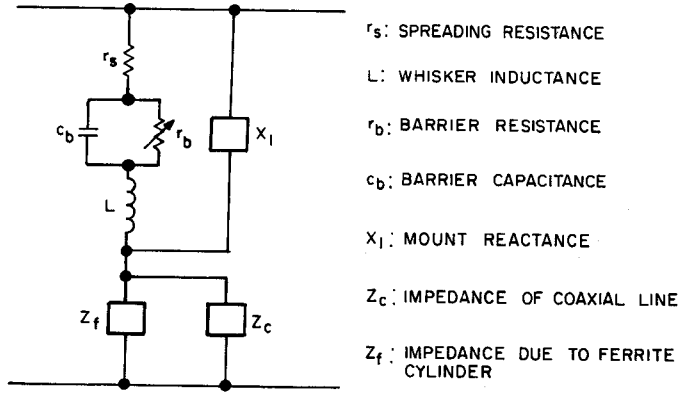 rs: SPREADING RESISTANCE
rs
L: WHISKER INDUCTANCE
cb
rb
X1
rb: BARRIER RESISTANCE
cb: BARRIER CAPACITANCE
L
X1: MOUNT REACTANCE
Zf
Zc
Zc: IMPEDANCE OF COAXIAL LINE
Zf: IMPEDANCE DUE TO FERRITE
CYLINDER